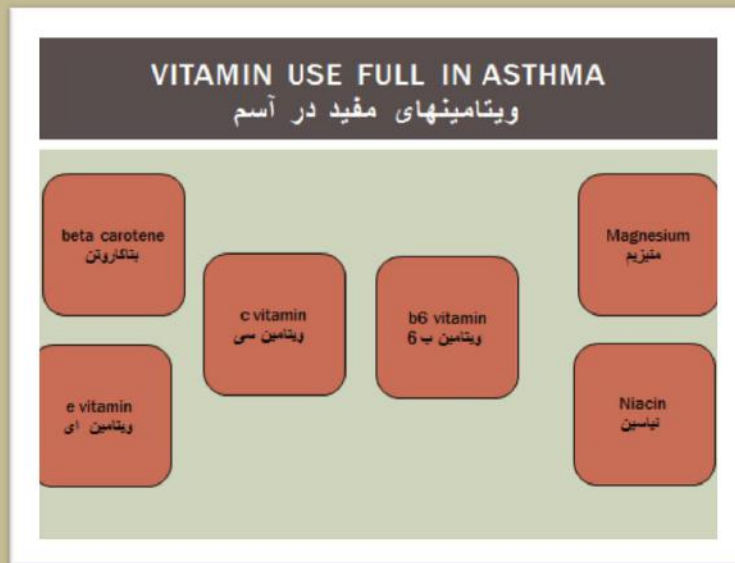 VITAMIN USE FULL IN ASTHMA
ویتامینهای مفید در آسم
beta carotene
بتاکاروتن
c vitamin
ویتامین سی
b6 vitamin
ویتامین ب 6
Magnesium
منیزیم
e vitamin
ویتامین ای
Niacin
نیاسین